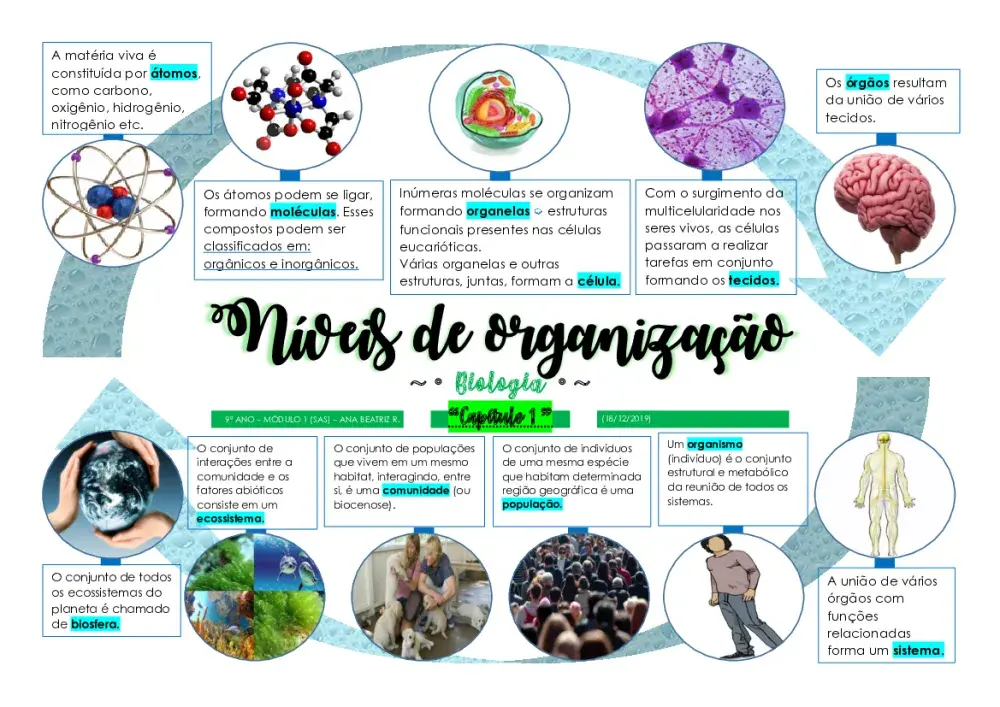 A matéria viva é
constituída por átomos,
como carbono,
oxigênio, hidrogênio,
nitrogênio etc.
Os átomos podem se ligar,
formando moléculas. Esses
compostos podem ser
classificados em:
orgânicos e inorgânicos.
Inúmeras moléculas se organizam
formando organelas ➭ estruturas
funcionais presentes nas células
eucarióticas.
Várias organelas e outras
estruturas, juntas, formam a célula.
Com o surgimento da
multicelularidade nos
seres vivos, as células
passaram a realizar
tarefas em conjunto
formando os tecidos.
Os órgãos resultam
da união de vários
tecidos.
Níveis de organização
~ • Biologia • ~
9º ANO – MÓDULO 1 (SAS) – ANA BEATRIZ R.
“Capítulo 1”
(18/12/2019)
A união de vários
órgãos com
funções
relacionadas
forma um sistema.
Um organismo
(indivíduo) é o conjunto
estrutural e metabólico
da reunião de todos os
sistemas.
O conjunto de indivíduos
de uma mesma espécie
que habitam determinada
região geográfica é uma
população.
O conjunto de populações
que vivem em um mesmo
habitat, interagindo, entre
si, é uma comunidade (ou
biocenose).
O conjunto de
interações entre a
comunidade e os
fatores abióticos
consiste em um
ecossistema.
O conjunto de todos
os ecossistemas do
planeta é chamado
de biosfera.